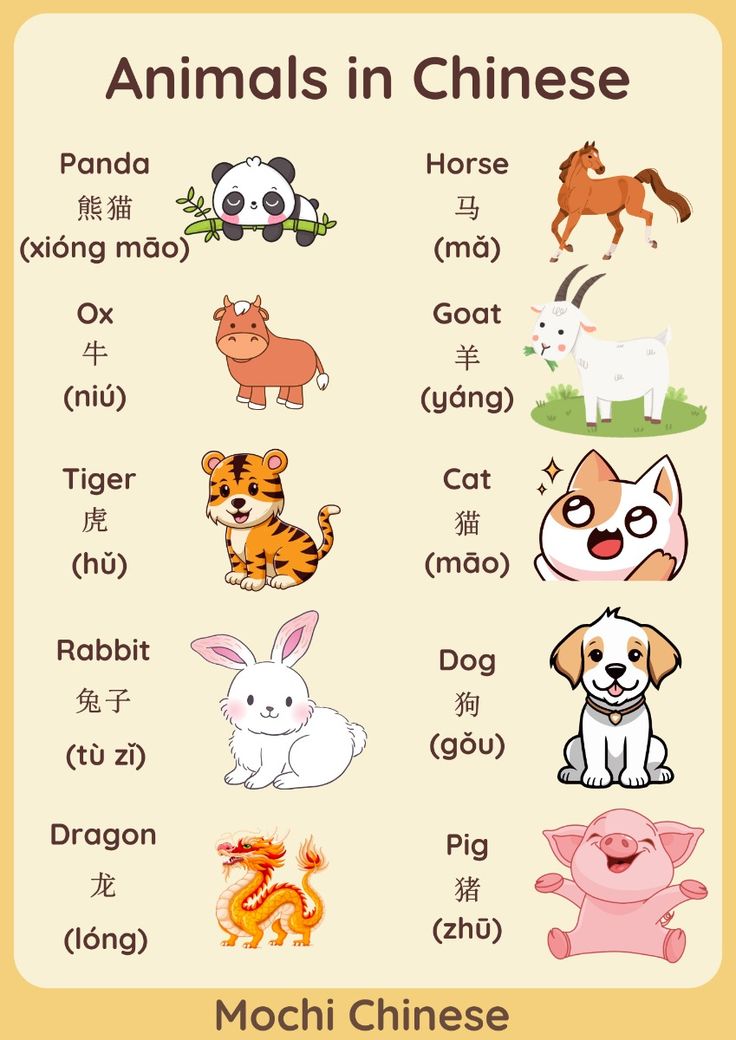 Animals in Chinese
Panda
熊猫
(xióng māo)
Ox
牛
(niú)
Tiger
虎
(hǔ)
Rabbit
兔子
(tù zǐ)
Dragon
龙
(lóng)
Horse
马
(mǎ)
Goat
羊
(yáng)
Cat
猫
(māo)
Dog
狗
(gǒu)
Pig
猪
(zhū)
Mochi Chinese